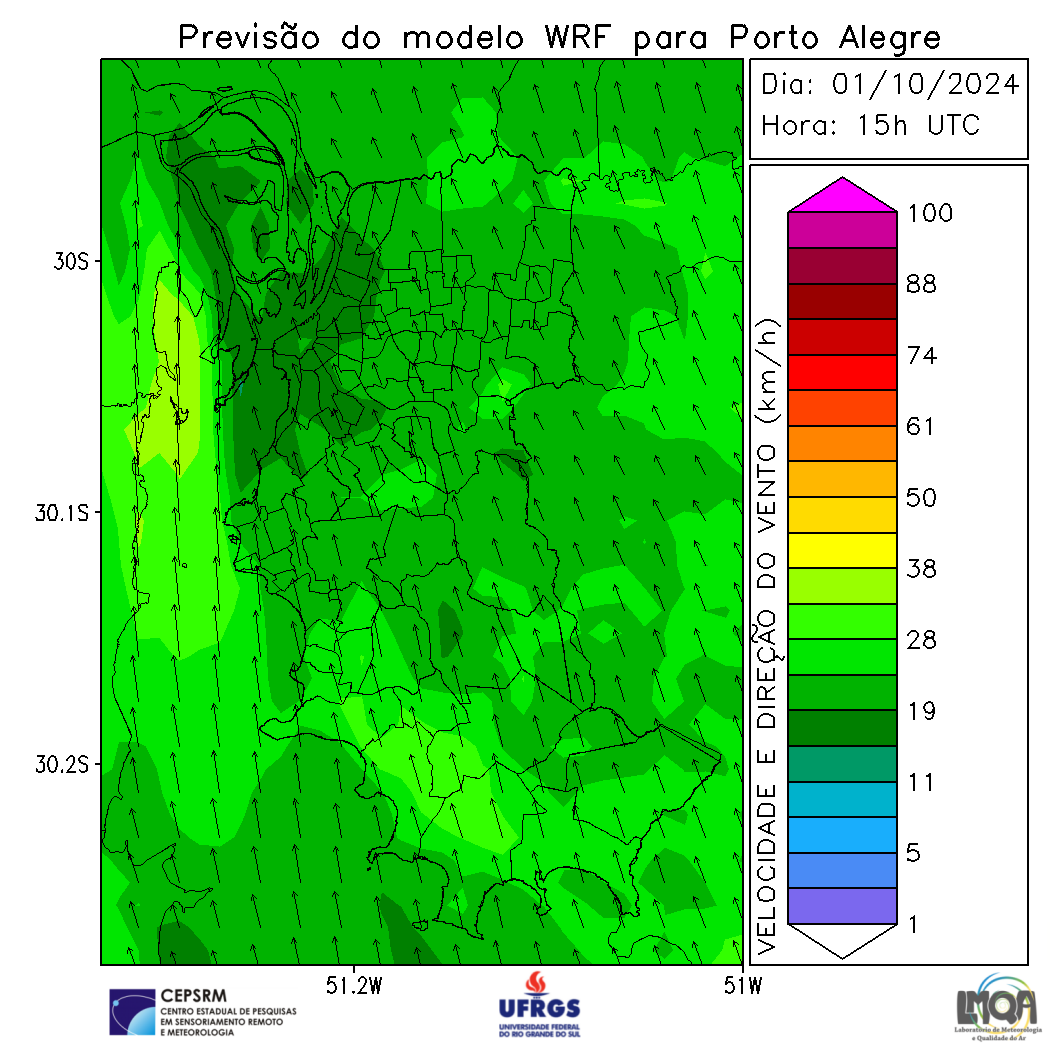 Previsão do modelo WRF para Porto Alegre
Dia: 01/10/2024
Hora: 15h UTC
30S
30.1S
30.2S
51.2W
51W
VELOCIDADE E DIREÇÃO DO VENTO (km/h)
100
88
74
61
50
38
28
19
11
5
1
CEPSRM
CENTRO ESTADUAL DE PESQUISAS
EM SENSORIAMENTO REMOTO
E METEOROLOGIA
UFRGS
UNIVERSIDADE FEDERAL
DO RIO GRANDE DO SUL
LMQA
Laboratório de Meteorologia
e Qualidade do Ar